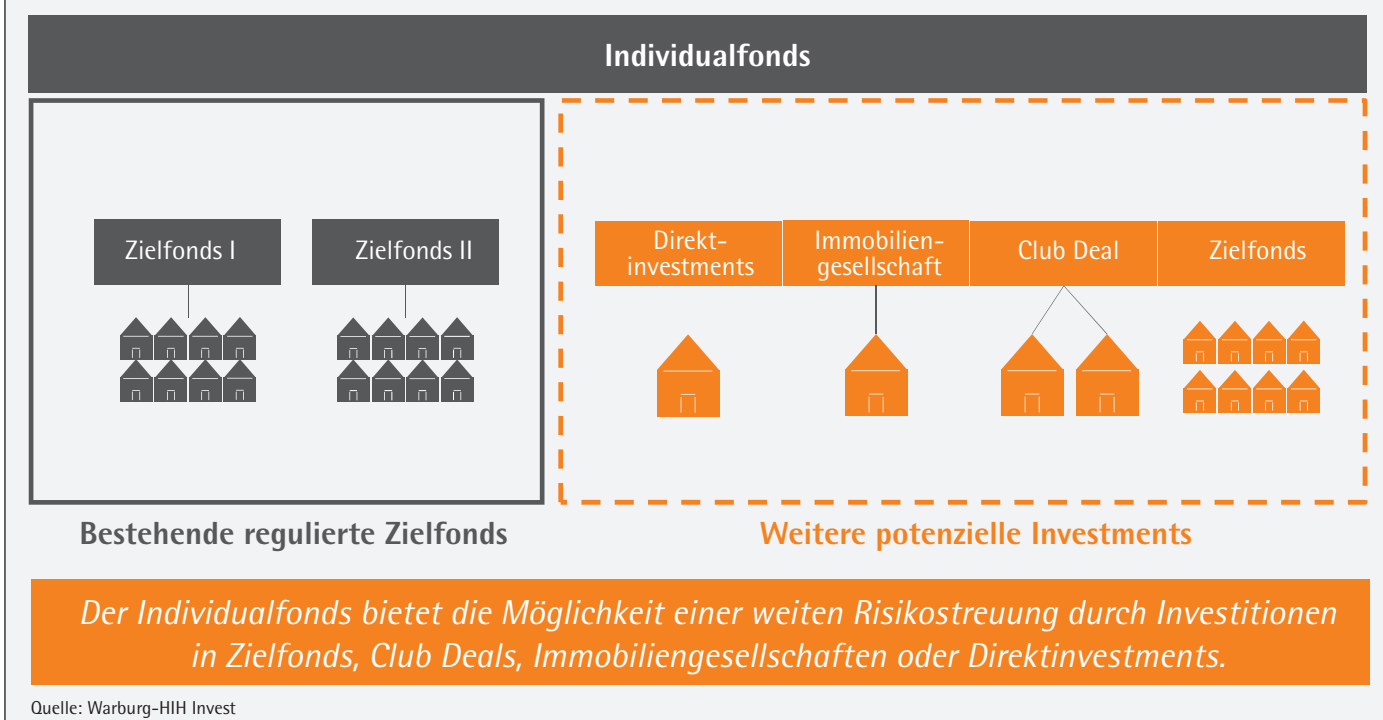 Individualfonds
Zielfonds I
Zielfonds II
Direkt-
investments
Immobilien-
gesellschaft
Club Deal
Zielfonds
Bestehende regulierte Zielfonds
Weitere potenzielle Investments
Der Individualfonds bietet die Möglichkeit einer weiten Risikostreuung durch Investitionen
in Zielfonds, Club Deals, Immobiliengesellschaften oder Direktinvestments.
Quelle: Warburg-HIH Invest